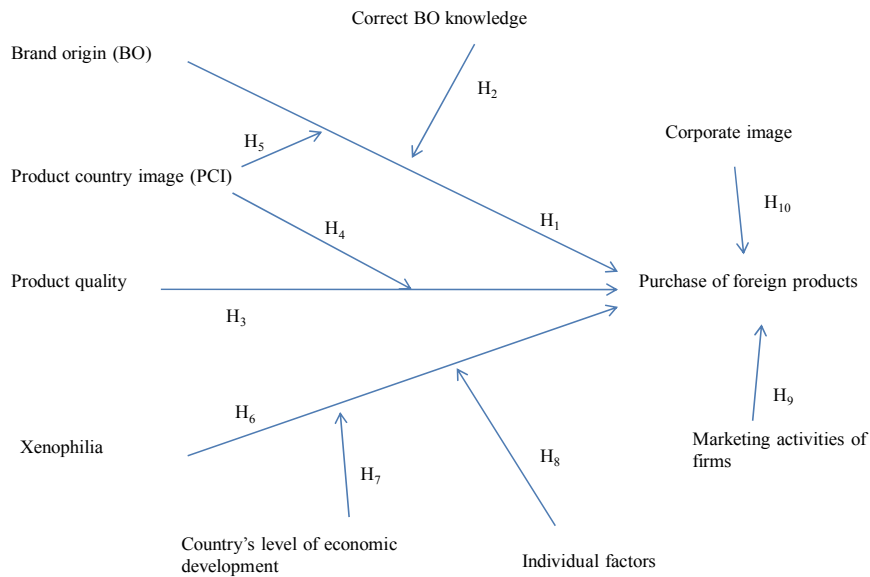 Correct BO knowledge
Brand origin (BO)
H₂
Corporate image
H₅
Product country image (PCI)
H₁₀
H₁
H₄
Product quality
Purchase of foreign products
H₃
H₉
H₆
Marketing activities of
firms
Xenophilia
H₈
H₇
Country’s level of economic
development
Individual factors